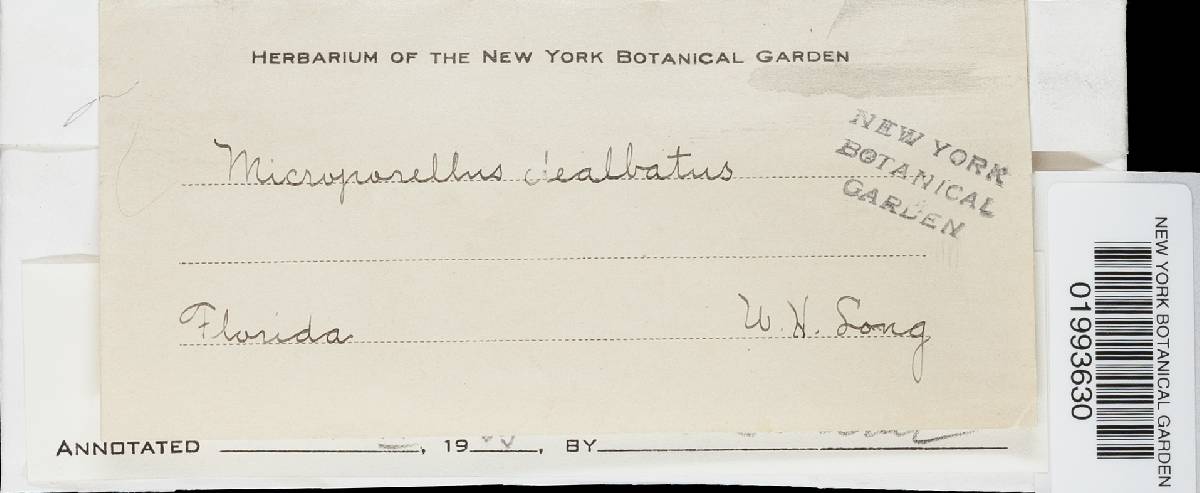 HERBARIUM OF THE NEW YORK BOTANICAL GARDEN
Microporellus dealbatus
NEW YORK
BOTANICAL
GARDEN
Florida W. H. Long
ANNOTATED , 19 , BY
NEW YORK BOTANICAL GARDEN
01993630